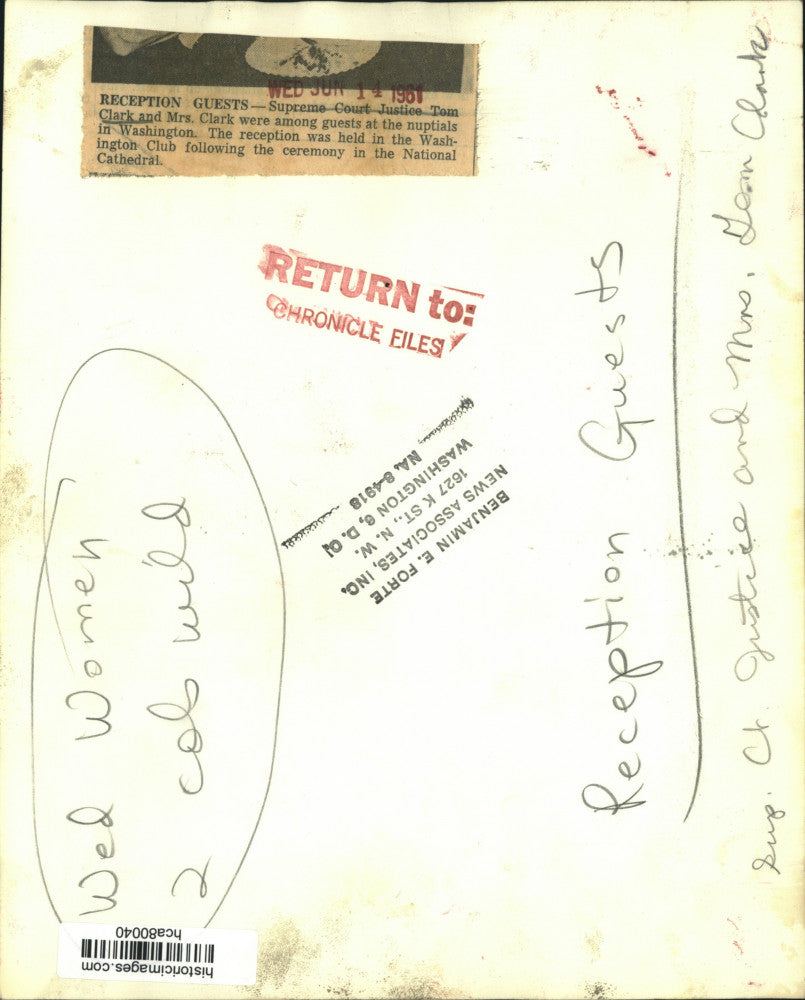 WED JUN 14 1961
RECEPTION GUESTS — Supreme Court Justice Tom
Clark and Mrs. Clark were among guests at the nuptials
in Washington. The reception was held in the Wash-
ington Club following the ceremony in the National
Cathedral.
RETURN to:
CHRONICLE FILES
BENJAMIN E. FORTE
NEWS ASSOCIATES, INC.
1627 K ST., N. W.
WASHINGTON 6, D. C.
NA. 8-4918
Reception Guests
Sup. Ct. Justice and Mrs. Tom Clark
Wed Women
2 cols wild
hca80040
historicimages.com